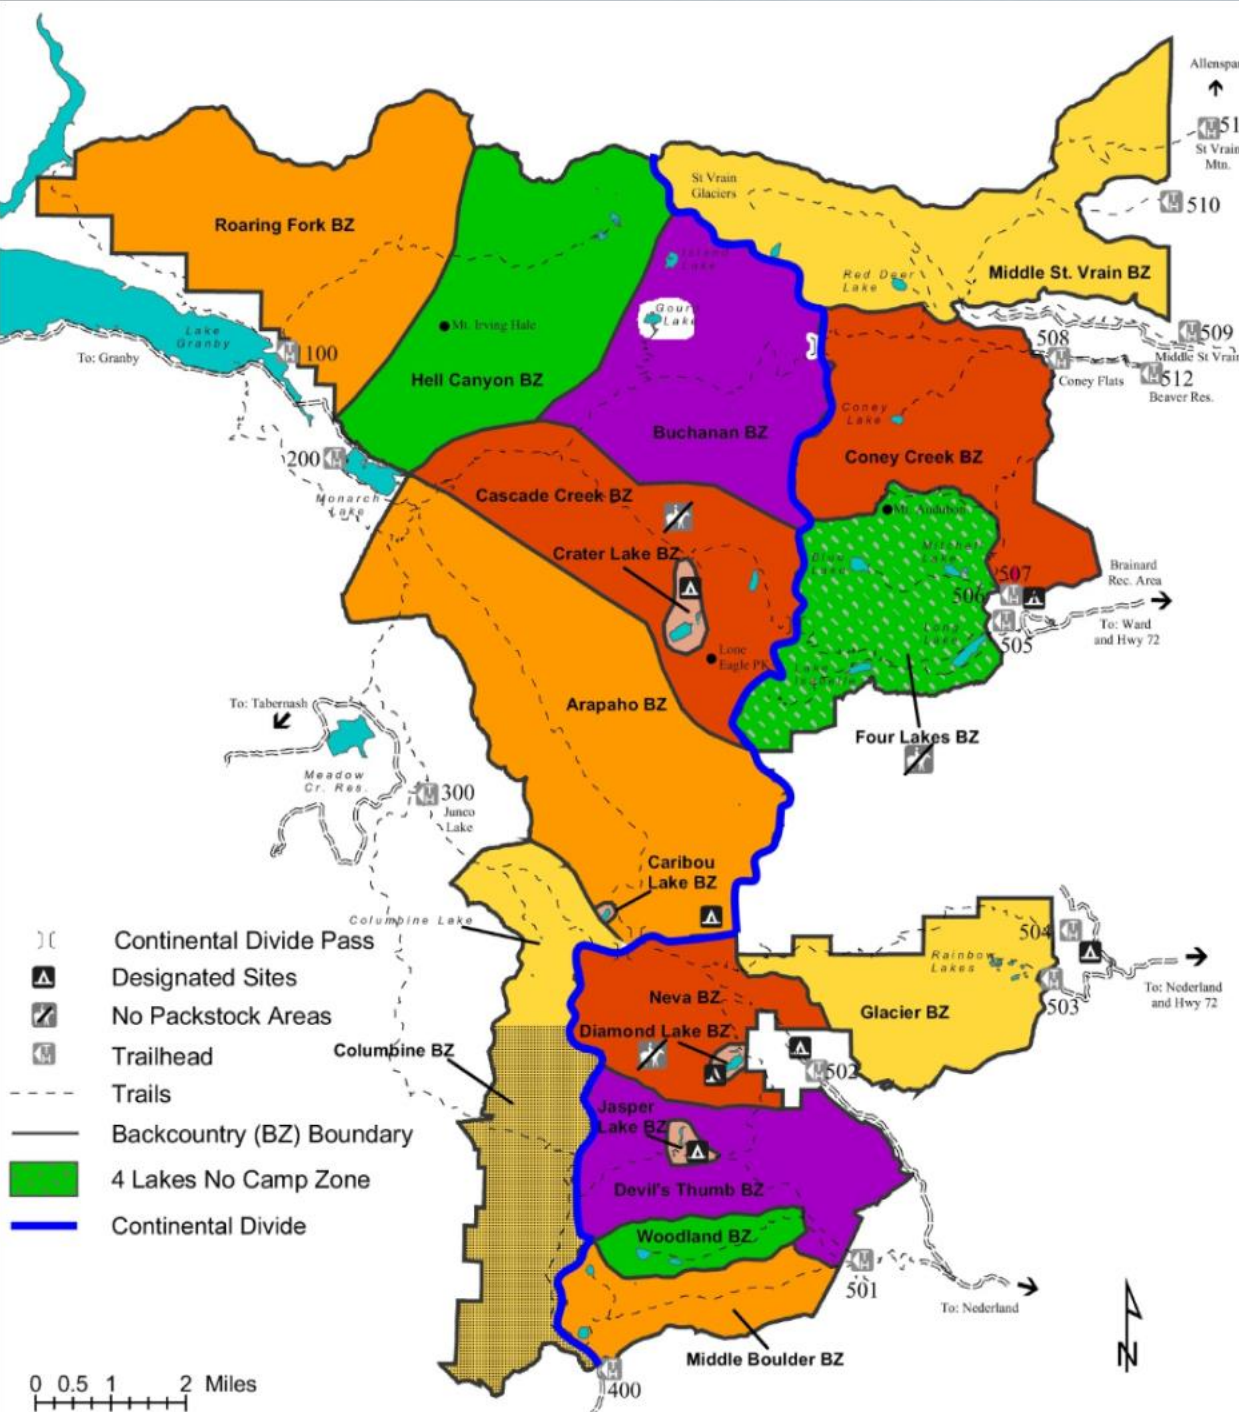 Allenspar
51
St Vrain
Mtn.
St Vrain
Glaciers
510
Roaring Fork BZ
Island
Lake
Red Deer
Lake
Middle St. Vrain BZ
Gour
Lake
Mt. Irving Hale
Lake
Granby
To: Granby
100
508
509
Middle St Vrain
Coney Flats
512
Beaver Res.
Hell Canyon BZ
Coney
Lake
Buchanan BZ
Coney Creek BZ
200
Monarch
Lake
Cascade Creek BZ
Mt. Audubon
Crater Lake BZ
Blue
Lake
Mitchell
Lake
507
506
Brainard
Rec. Area
To: Ward
and Hwy 72
505
Long
Lake
Lone
Eagle PK
Lake
Isabelle
Arapaho BZ
To: Tabernash
Four Lakes BZ
Meadow
Cr. Res.
300
Junco
Lake
Caribou
Lake BZ
Columbine Lake
504
Rainbow
Lakes
To: Nederland
and Hwy 72
503
Neva BZ
Glacier BZ
Diamond Lake BZ
Columbine BZ
502
Jasper
Lake BZ
Devil's Thumb BZ
Woodland BZ
501
To: Nederland
Middle Boulder BZ
400
Continental Divide Pass
Designated Sites
No Packstock Areas
Trailhead
Trails
Backcountry (BZ) Boundary
4 Lakes No Camp Zone
Continental Divide
0 0.5 1 2 Miles
N